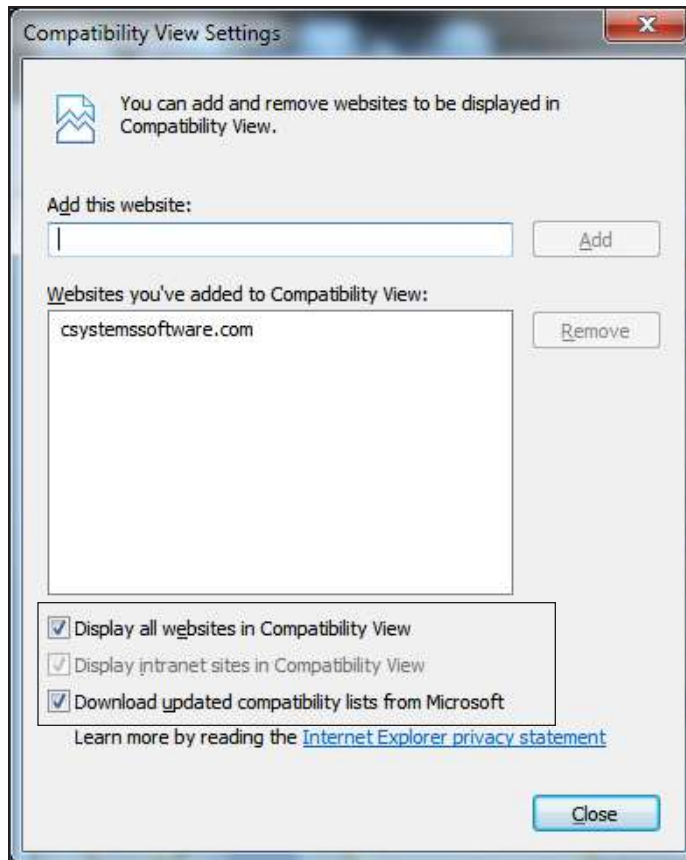 Compatibility View Settings
You can add and remove websites to be displayed in
Compatibility View.
Add this website:
Add
Websites you've added to Compatibility View:
csystemssoftware.com
Remove
Display all websites in Compatibility View
Display intranet sites in Compatibility View
Download updated compatibility lists from Microsoft
Learn more by reading the Internet Explorer privacy statement
Close